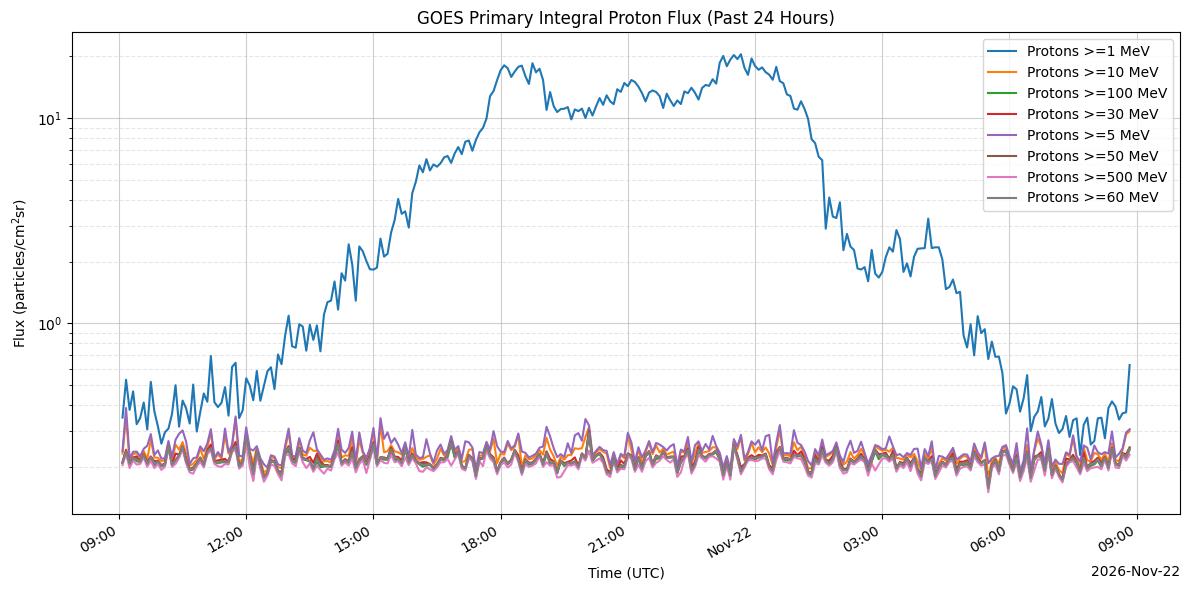 GOES Primary Integral Proton Flux (Past 24 Hours)
Protons >=1 MeV
Protons >=10 MeV
Protons >=100 MeV
Protons >=30 MeV
Protons >=5 MeV
Protons >=50 MeV
Protons >=500 MeV
Protons >=60 MeV
Flux (particles/cm²sr)
10¹
10⁰
09:00 12:00 15:00 18:00 21:00 Nov-22 03:00 06:00 09:00
Time (UTC)
2026-Nov-22